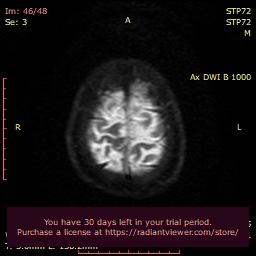 Im: 46/48
Se: 3
A
STP72
STP72
M
Ax DWI B 1000
R
L
You have 30 days left in your trial period.
Purchase a license at https://radiantviewer.com/store/